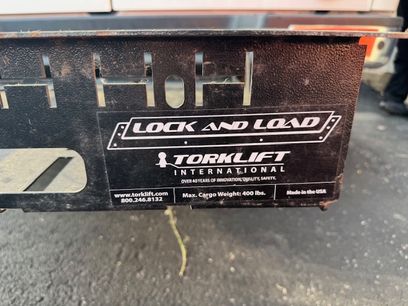 LOCK AND LOAD
TORKLIFT
INTERNATIONAL
OVER 40 YEARS OF INNOVATION, QUALITY, SAFETY.
www.torklift.com
800.246.8132
Max. Cargo Weight: 400 lbs.
Made in the USA